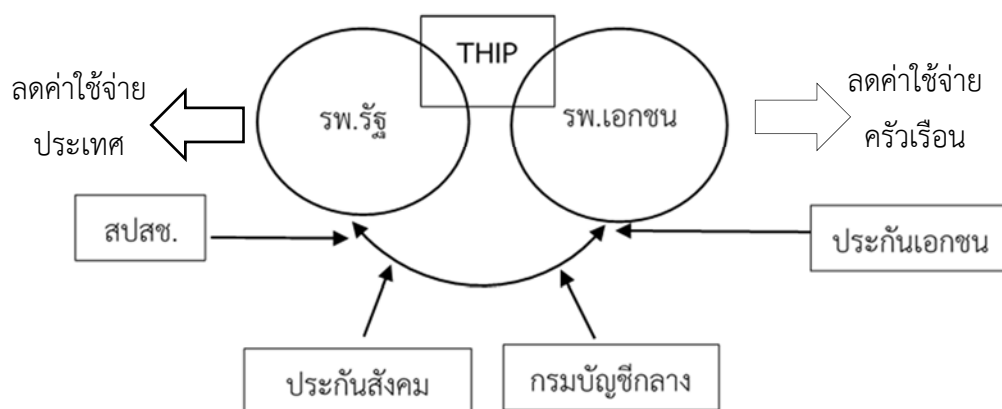 THIP
ลดค่าใช้จ่าย
ประเทศ
รพ.รัฐ
รพ.เอกชน
ลดค่าใช้จ่าย
ครัวเรือน
สปสช.
ประกันเอกชน
ประกันสังคม
กรมบัญชีกลาง